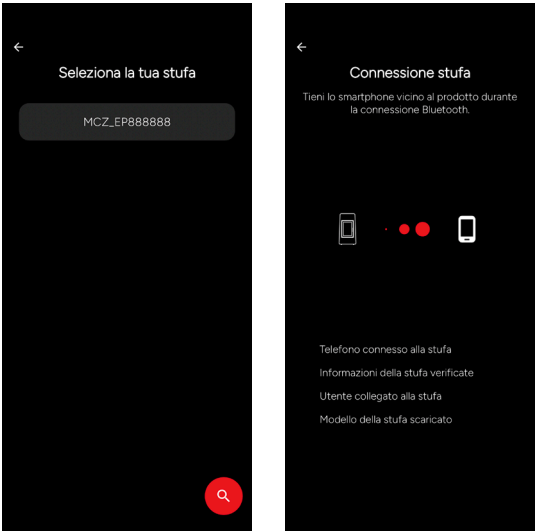 Seleziona la tua stufa
MCZ_EP888888
Connessione stufa
Tieni lo smartphone vicino al prodotto durante
la connessione Bluetooth.
Telefono connesso alla stufa
Informazioni della stufa verificate
Utente collegato alla stufa
Modello della stufa scaricato